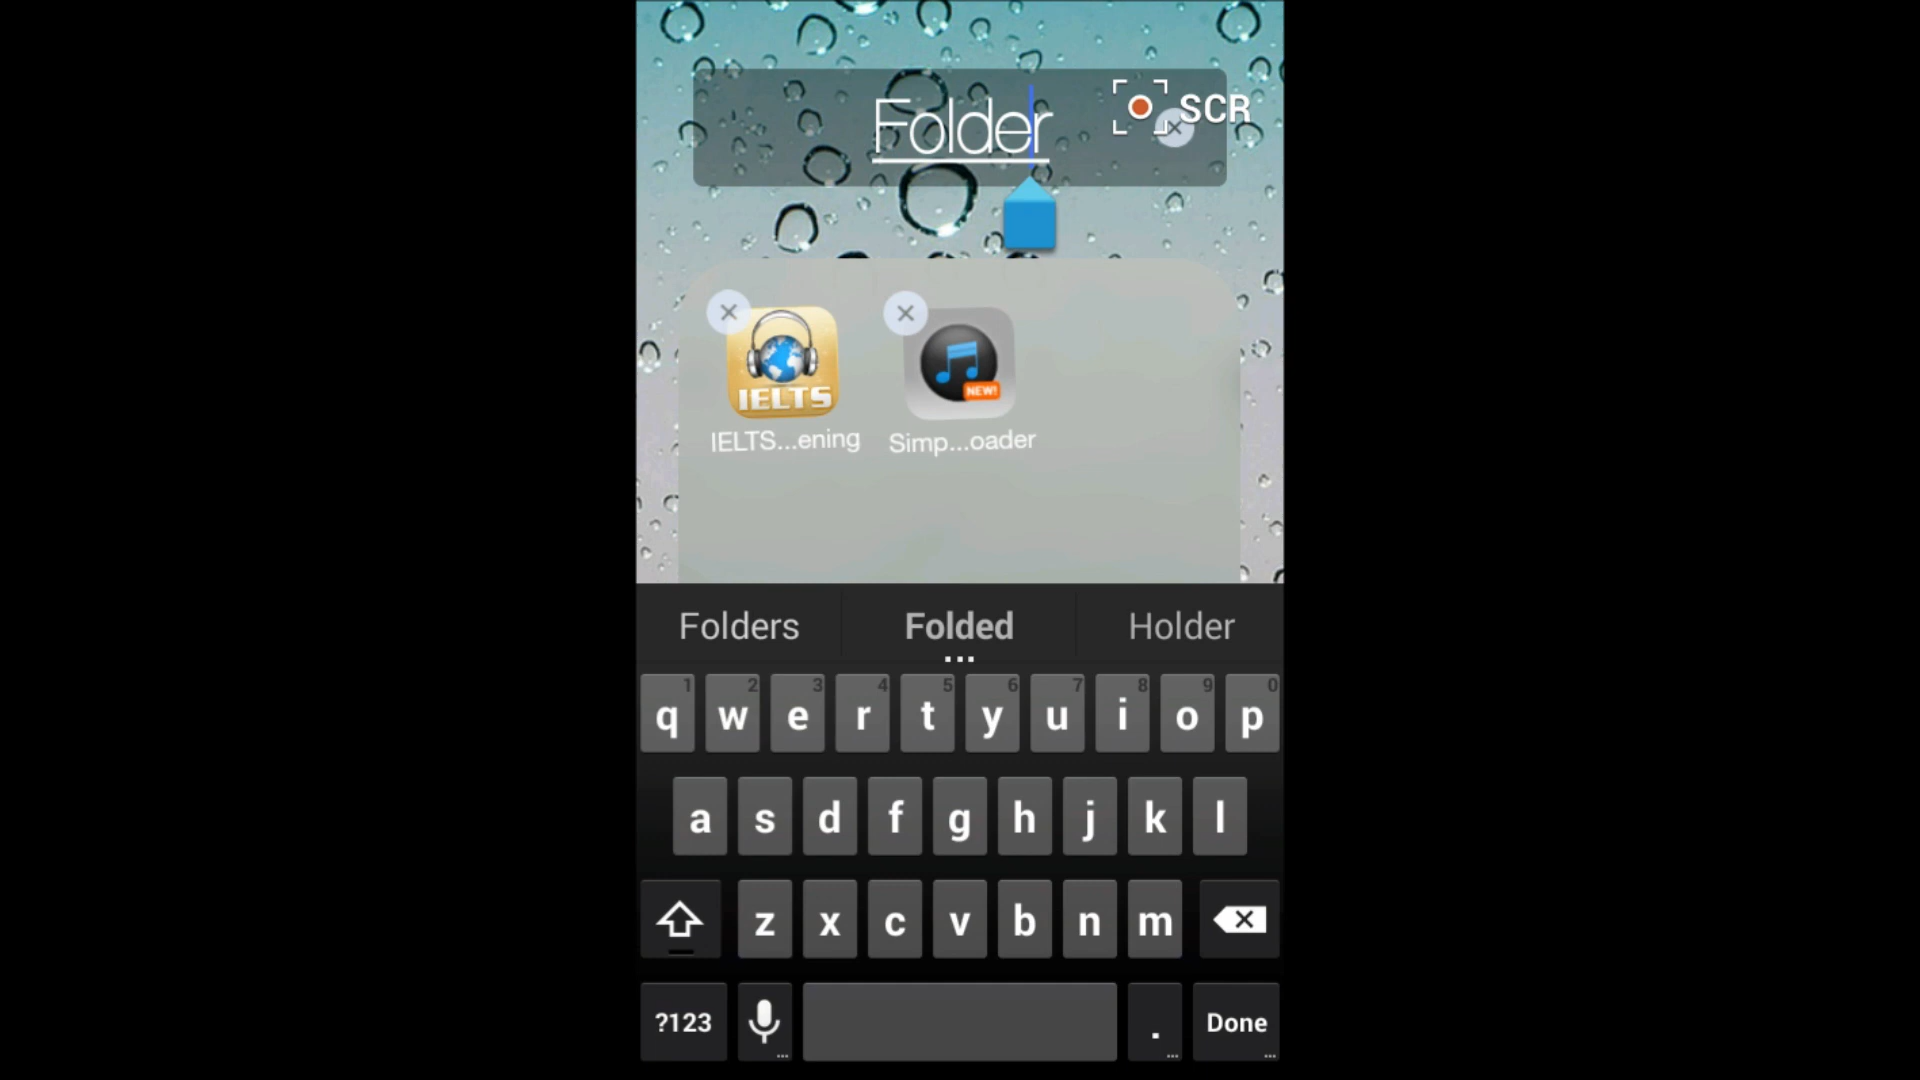 Folder
SCR
IELTS
NEW!
IELTS...ening
Simp...oader
Folders
Folded
Holder
...
1 2 3 4 5 6 7 8 9 0
q w e r t y u i o p
a s d f g h j k l
z x c v b n m
?123
.
Done